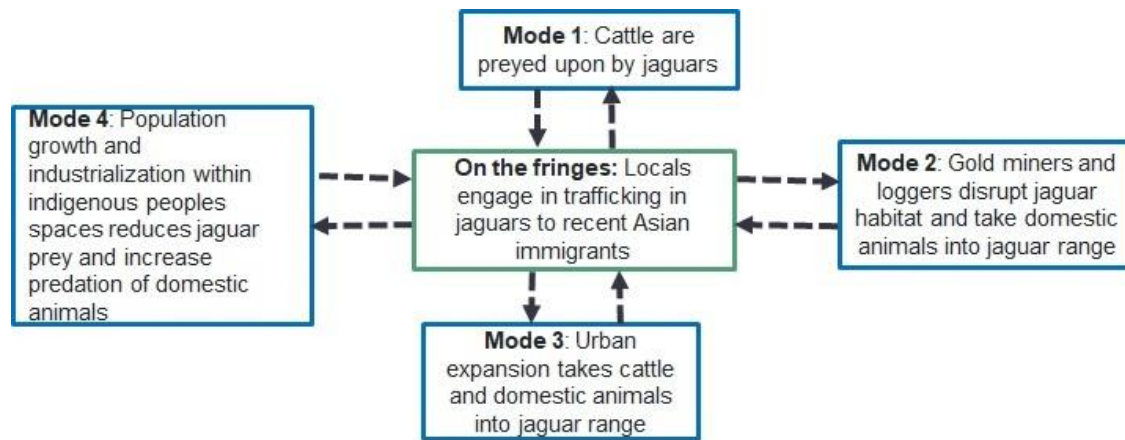 Mode 1: Cattle are
preyed upon by jaguars
Mode 4: Population
growth and
industrialization within
indigenous peoples
spaces reduces jaguar
prey and increase
predation of domestic
animals
On the fringes: Locals
engage in trafficking in
jaguars to recent Asian
immigrants
Mode 2: Gold miners and
loggers disrupt jaguar
habitat and take domestic
animals into jaguar range
Mode 3: Urban
expansion takes cattle
and domestic animals
into jaguar range